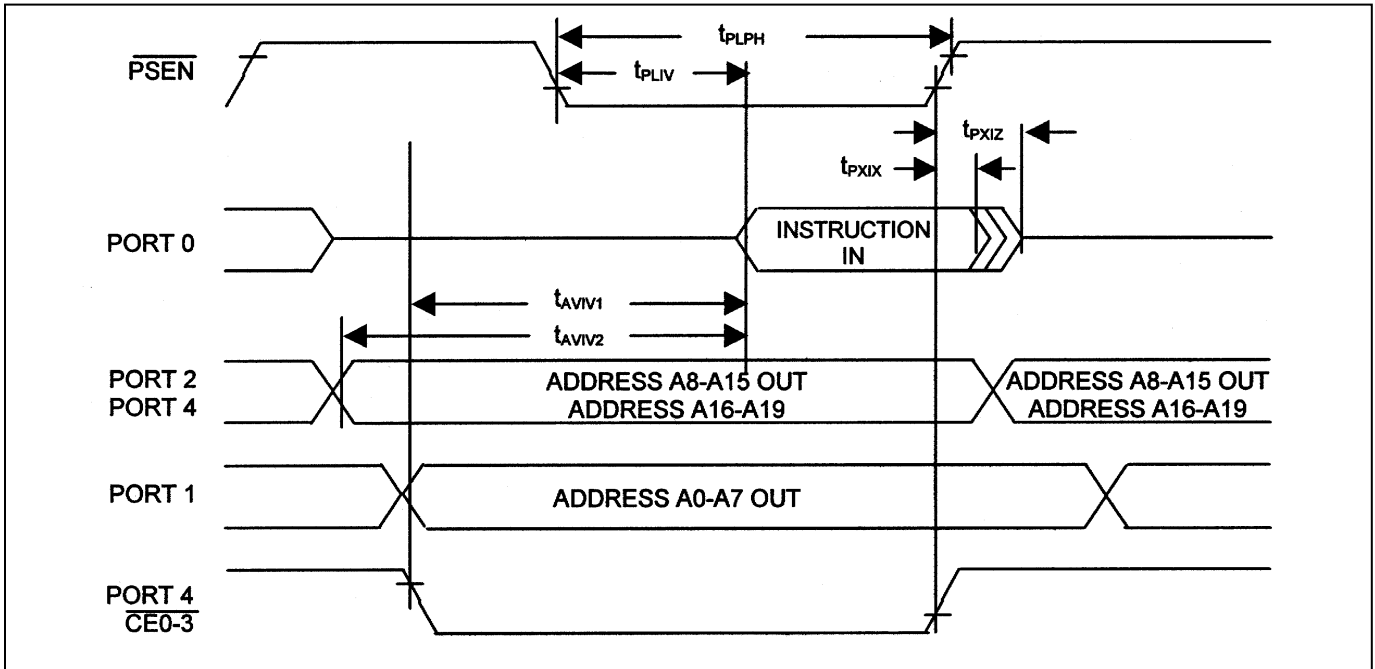 tPLPH
PSEN
tPLIV
tPXIZ
tPXIX
PORT 0
INSTRUCTION
IN
tAVIV1
tAVIV2
PORT 2
ADDRESS A8-A15 OUT
ADDRESS A8-A15 OUT
PORT 4
ADDRESS A16-A19
ADDRESS A16-A19
PORT 1
ADDRESS A0-A7 OUT
PORT 4
CE0-3